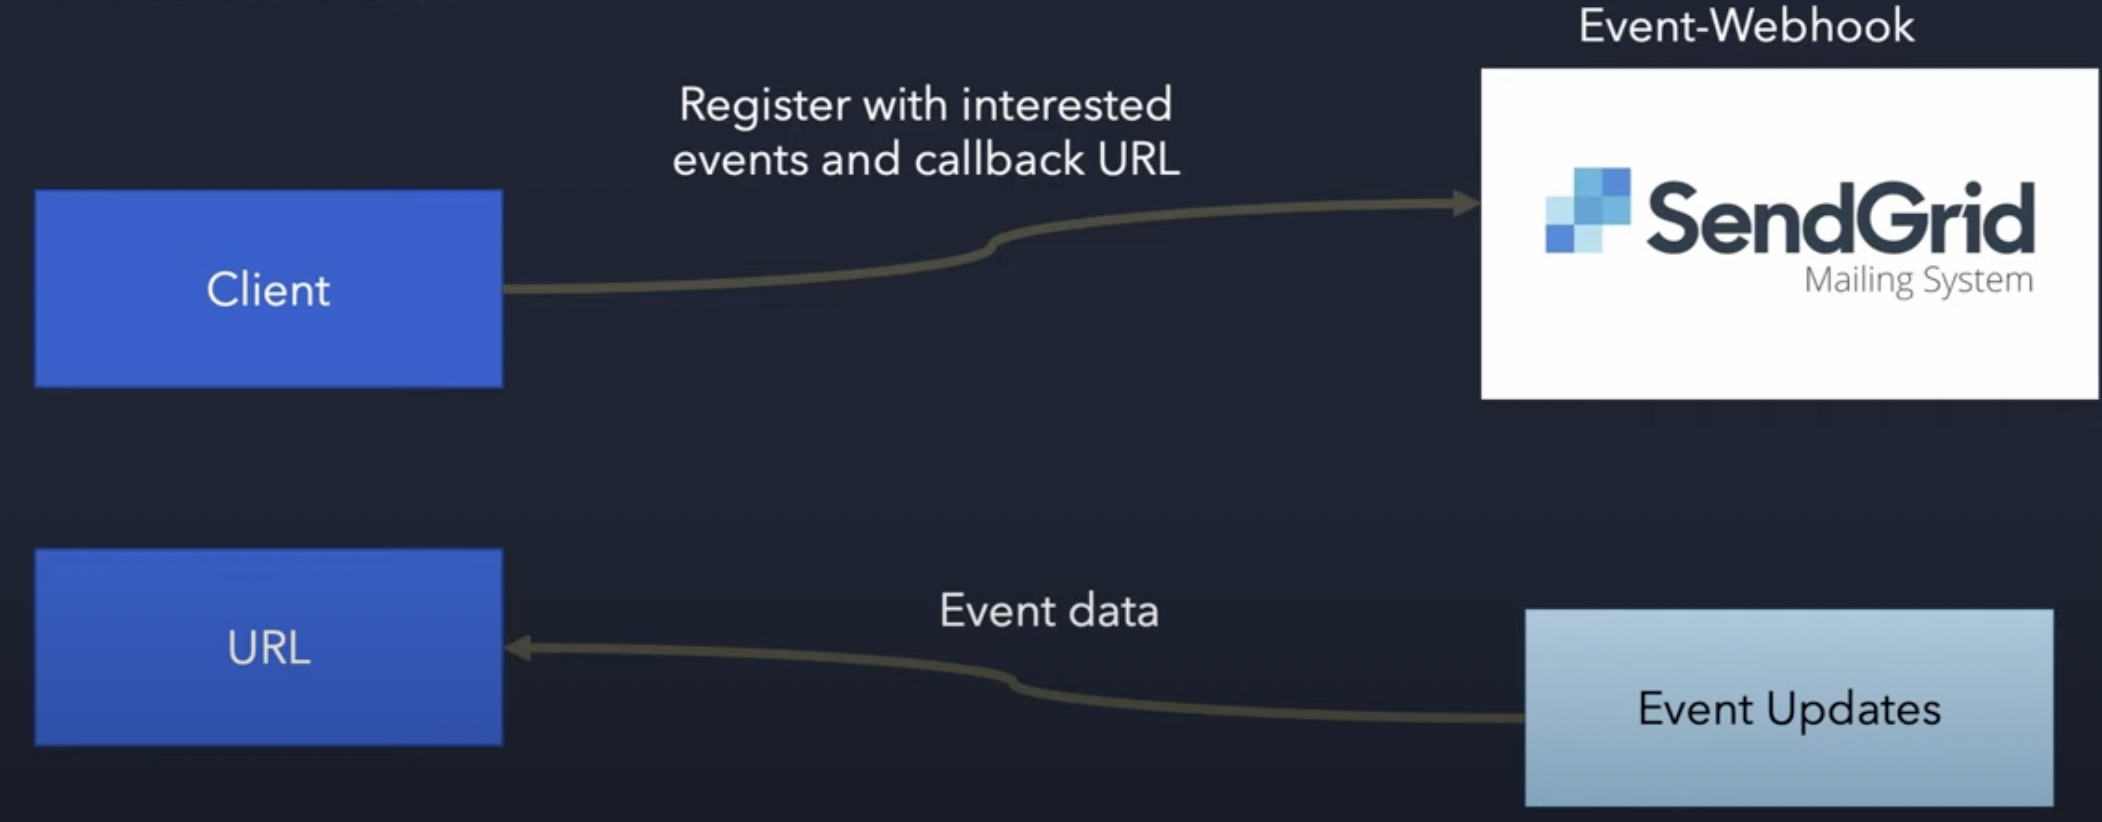 Event-Webhook
Register with interested
events and callback URL
SendGrid
Mailing System
Client
Event data
URL
Event Updates